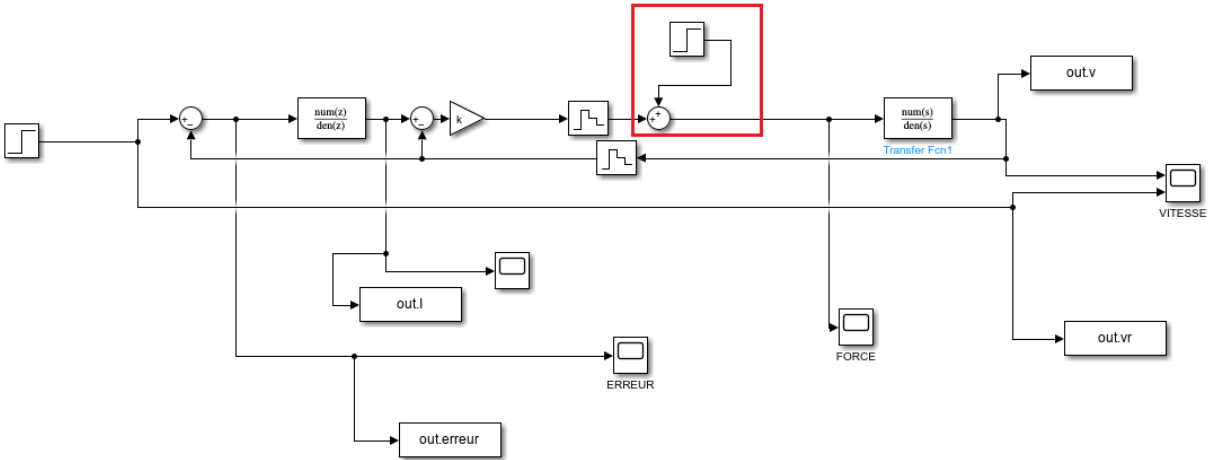 num(z)
den(z)
+
−
+
−
k
+
+
num(s)
den(s)
Transfer Fcn1
out.v
VITESSE
out.I
out.vr
FORCE
ERREUR
out.erreur